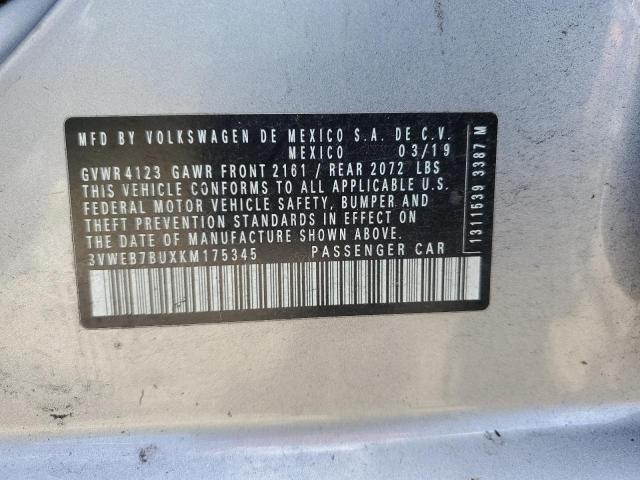 MFD BY VOLKSWAGEN DE MEXICO S.A. DE C.V.
MEXICO 03/19
GVWR 4123 GAWR FRONT 2161 / REAR 2072 LBS
THIS VEHICLE CONFORMS TO ALL APPLICABLE U.S.
FEDERAL MOTOR VEHICLE SAFETY, BUMPER AND
THEFT PREVENTION STANDARDS IN EFFECT ON
THE DATE OF MANUFACTURE SHOWN ABOVE.
3VWEB7BUXKM175345 PASSENGER CAR
1311539 3387 M